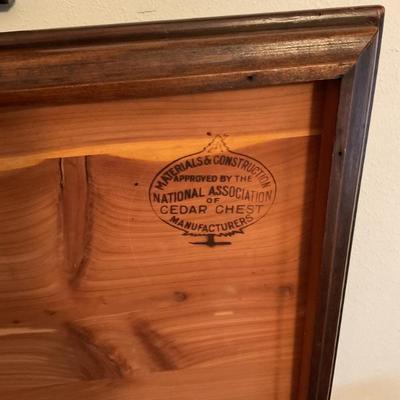 MATERIALS & CONSTRUCTION
APPROVED BY THE
NATIONAL ASSOCIATION
OF
CEDAR CHEST
MANUFACTURERS